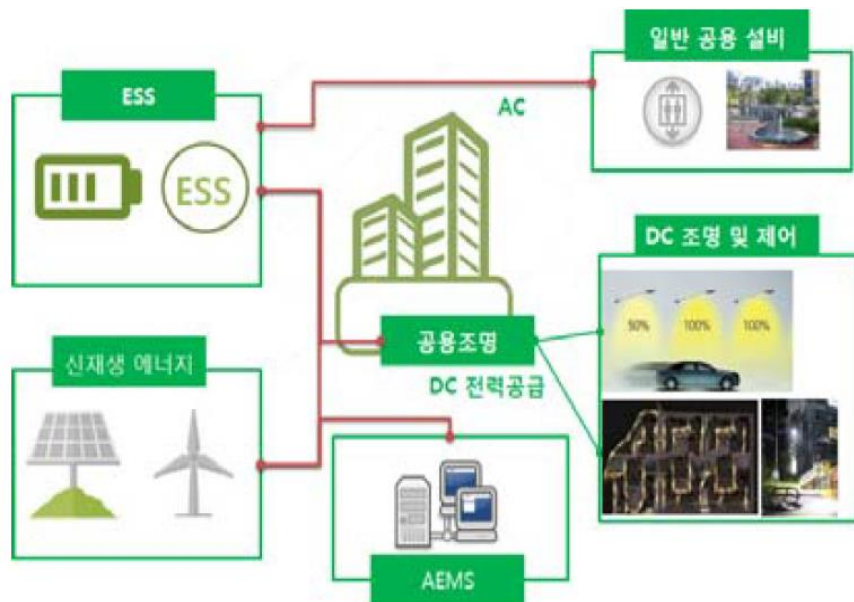 일반 공용 설비
ESS
AC
ESS
DC 조명 및 제어
50% 100% 100%
공용조명
신재생 에너지
DC 전력공급
AEMS